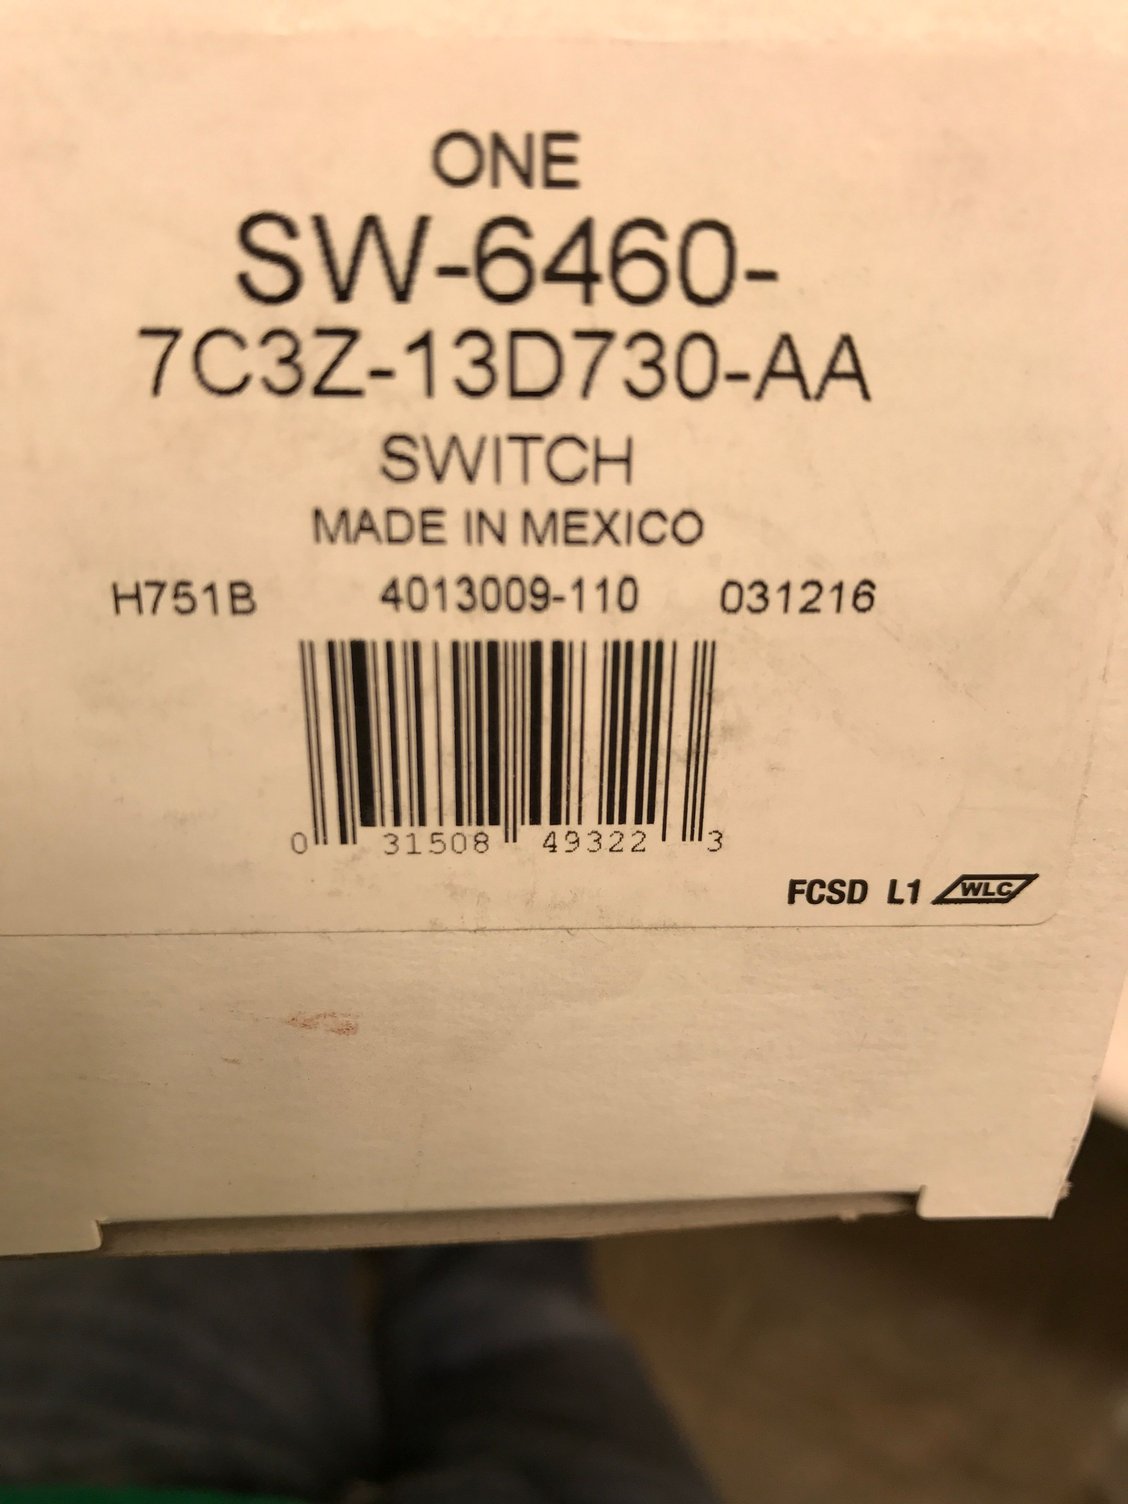 ONE
SW-6460-
7C3Z-13D730-AA
SWITCH
MADE IN MEXICO
H751B 4013009-110 031216
0 31508 49322 3
FCSD L1 WLC